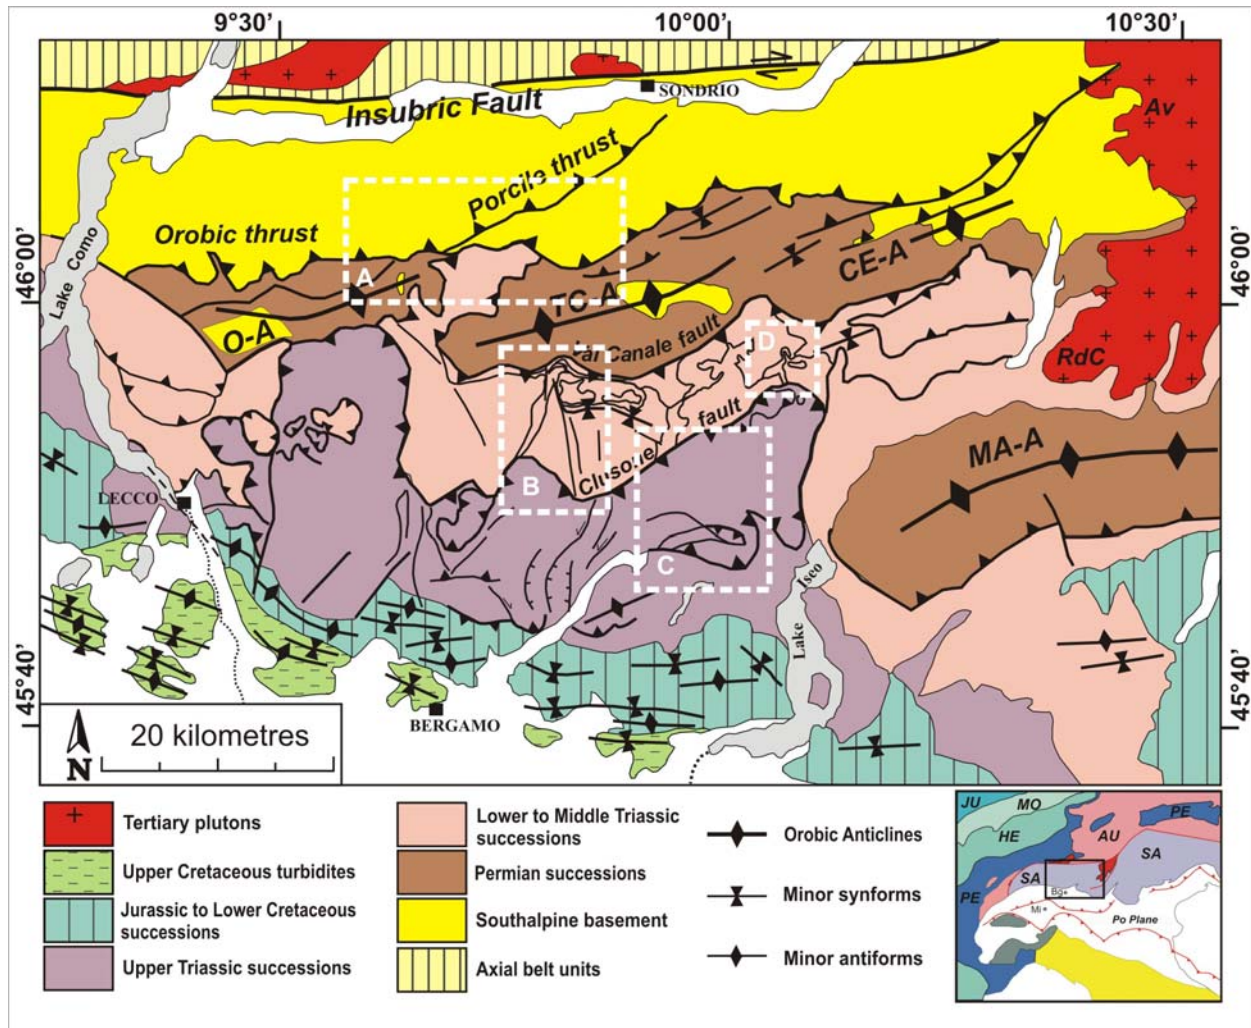 9°30' 10°00' 10°30'
SONDRIO
Insubric Fault
Av
Porcile thrust
Orobic thrust
Lake Como
46°00'
46°00'
A
TC-A
CE-A
O-A
Val Canale fault
D
RdC
Clusone fault
MA-A
B
LECCO
C
Lake Iseo
45°40'
45°40'
BERGAMO
20 kilometres
N
Tertiary plutons
Upper Cretaceous turbidites
Jurassic to Lower Cretaceous
successions
Upper Triassic successions
Lower to Middle Triassic
successions
Permian successions
Southalpine basement
Axial belt units
Orobic Anticlines
Minor synforms
Minor antiforms
JU MO PE
HE AU
SA
SA
Bg
PE
Mi
Po Plane